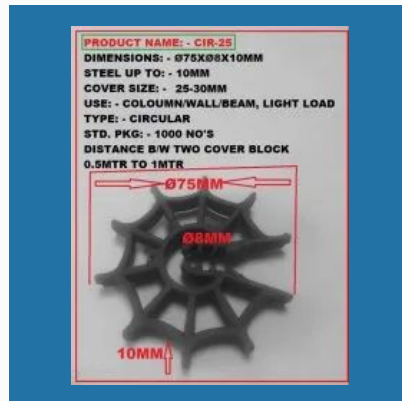 PRODUCT NAME: - CIR-25
DIMENSIONS: - Ø75XØ8X10MM
STEEL UP TO: - 10MM
COVER SIZE: - 25-30MM
USE: - COLOUMN/WALL/BEAM, LIGHT LOAD
TYPE: - CIRCULAR
STD. PKG: - 1000 NO'S
DISTANCE B/W TWO COVER BLOCK
0.5MTR TO 1MTR
Ø75MM
Ø8MM
10MM